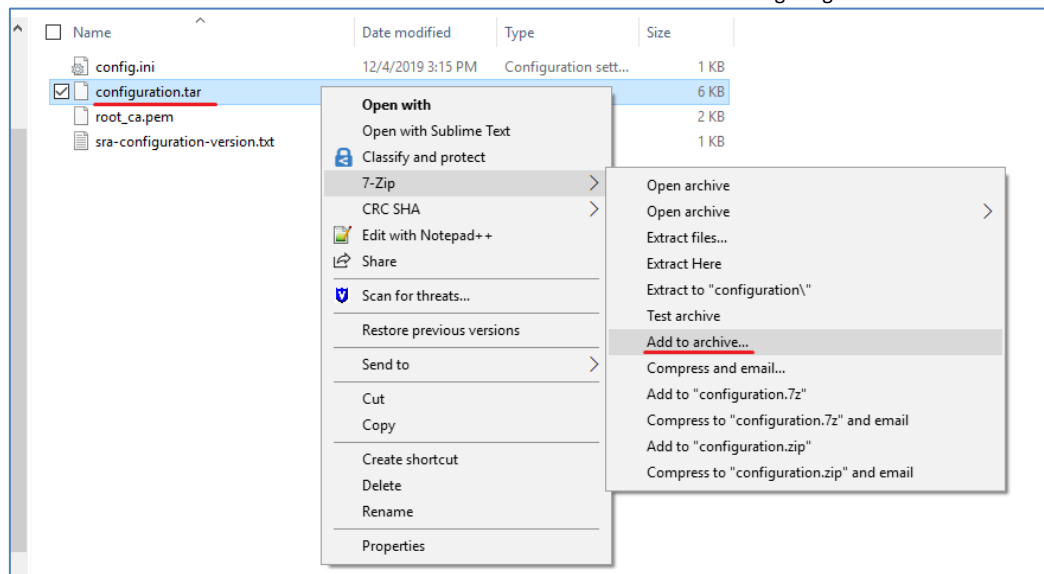 Name Date modified Type Size
config.ini 12/4/2019 3:15 PM Configuration sett... 1 KB
configuration.tar 6 KB
root_ca.pem 2 KB
sra-configuration-version.txt 1 KB
Open with
Open with Sublime Text
Classify and protect
7-Zip
CRC SHA
Edit with Notepad++
Share
Scan for threats...
Restore previous versions
Send to
Cut
Copy
Create shortcut
Delete
Rename
Properties
Open archive
Open archive
Extract files...
Extract Here
Extract to "configuration\"
Test archive
Add to archive...
Compress and email...
Add to "configuration.7z"
Compress to "configuration.7z" and email
Add to "configuration.zip"
Compress to "configuration.zip" and email